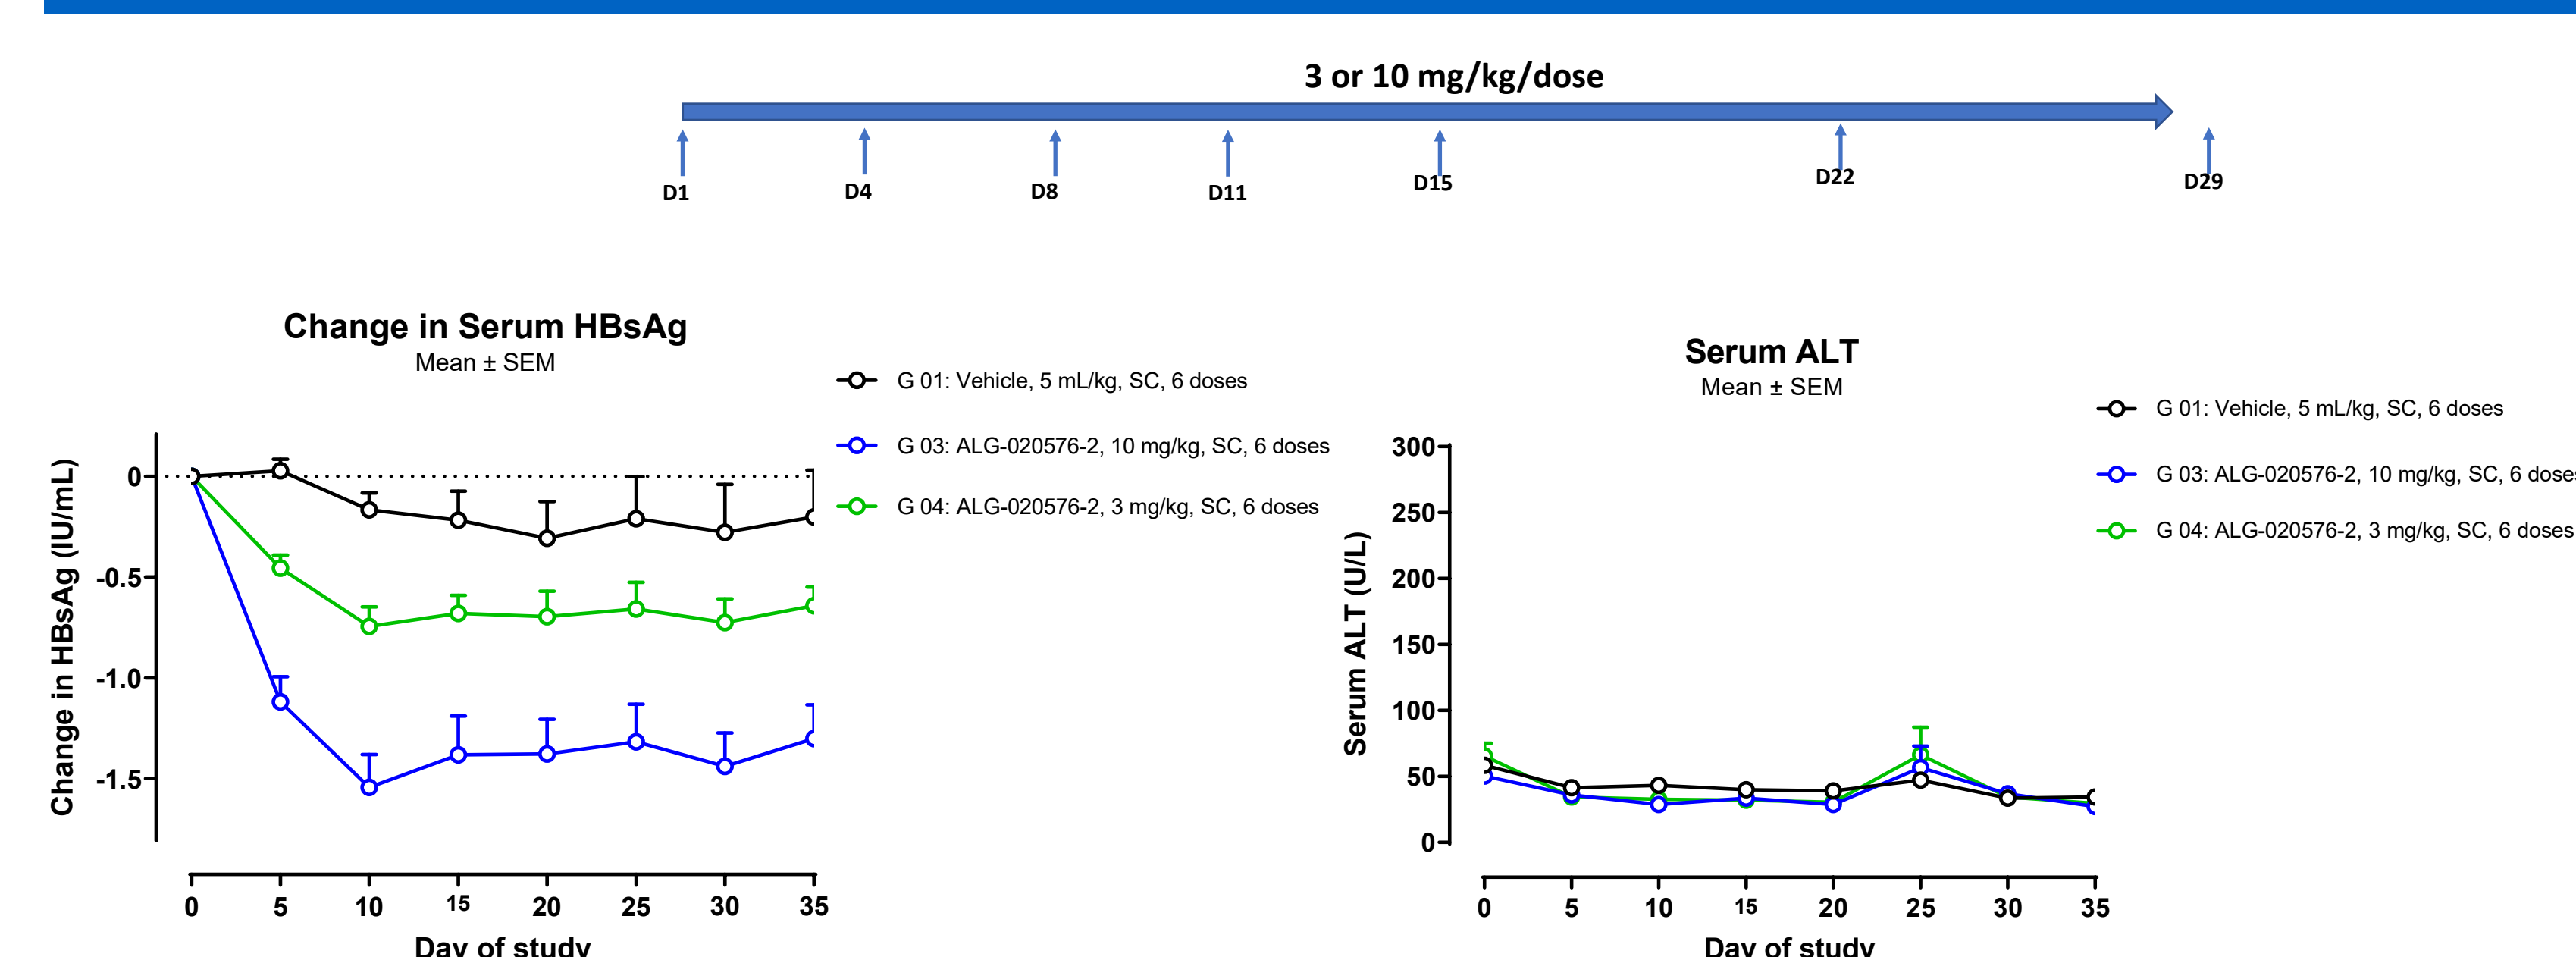 3 or 10 mg/kg/dose
D1
D4
D8
D11
D15
D22
D29
Change in Serum HBsAg
Mean ± SEM
G 01: Vehicle, 5 mL/kg, SC, 6 doses
G 03: ALG-020576-2, 10 mg/kg, SC, 6 doses
G 04: ALG-020576-2, 3 mg/kg, SC, 6 doses
Change in HBsAg (IU/mL)
0
-0.5
-1.0
-1.5
0 5 10 15 20 25 30 35
Day of study
Serum ALT
Mean ± SEM
G 01: Vehicle, 5 mL/kg, SC, 6 doses
G 03: ALG-020576-2, 10 mg/kg, SC, 6 doses
G 04: ALG-020576-2, 3 mg/kg, SC, 6 doses
Serum ALT (U/L)
300
250
200
150
100
50
0
0 5 10 15 20 25 30 35
Day of study